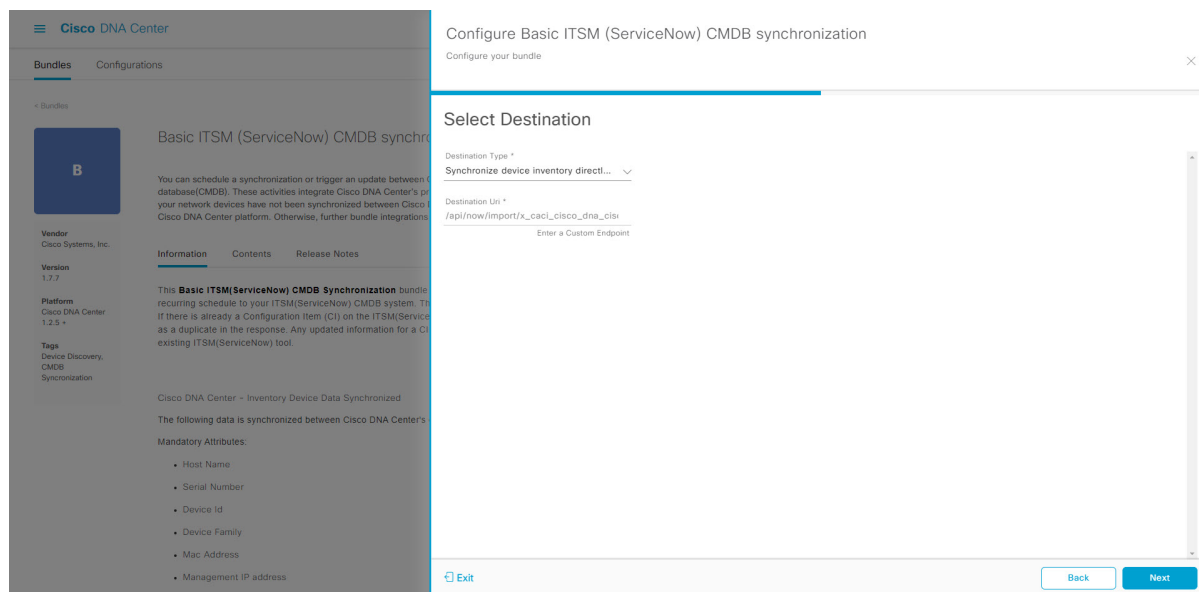 Cisco DNA Center
Bundles Configurations
< Bundles
B
Vendor
Cisco Systems, Inc.
Version
1.7.7
Platform
Cisco DNA Center
1.2.5 +
Tags
Device Discovery,
CMDB
Syncronization
Basic ITSM (ServiceNow) CMDB synchro
You can schedule a synchronization or trigger an update between
database(CMDB). These activities integrate Cisco DNA Center's pr
your network devices have not been synchronized between Cisco
Cisco DNA Center platform. Otherwise, further bundle integrations
Information Contents Release Notes
This Basic ITSM(ServiceNow) CMDB Synchronization bundle
recurring schedule to your ITSM(ServiceNow) CMDB system. Th
If there is already a Configuration Item (CI) on the ITSM(Service
as a duplicate in the response. Any updated information for a CI
existing ITSM(ServiceNow) tool.
Cisco DNA Center - Inventory Device Data Synchronized
The following data is synchronized between Cisco DNA Center's
Mandatory Attributes:
• Host Name
• Serial Number
• Device Id
• Device Family
• Mac Address
• Management IP address
Configure Basic ITSM (ServiceNow) CMDB synchronization
Configure your bundle
Select Destination
Destination Type *
Synchronize device inventory directl...
Destination Uri *
/api/now/import/x_caci_cisco_dna_cis
Enter a Custom Endpoint
Exit
Back Next